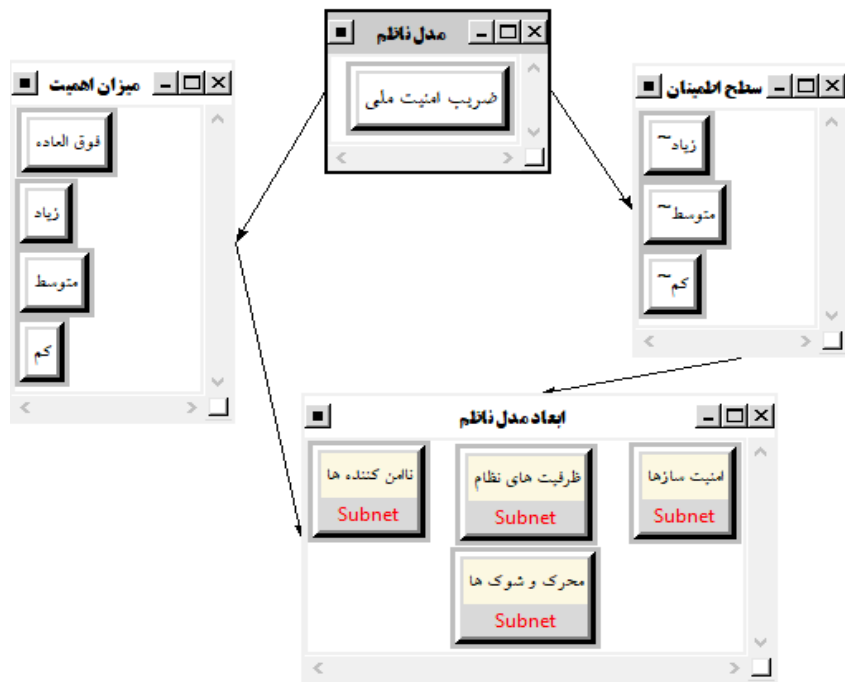 مدل ناظم
ضریب امنیت ملی
سطح اطمینان
زیاد~
متوسط~
کم~
میزان اهمیت
فوق العاده
زیاد
متوسط
کم
ابعاد مدل ناظم
امنیت سازها
Subnet
ظرفیت های نظام
Subnet
ناامن کننده ها
Subnet
محرک و شوک ها
Subnet